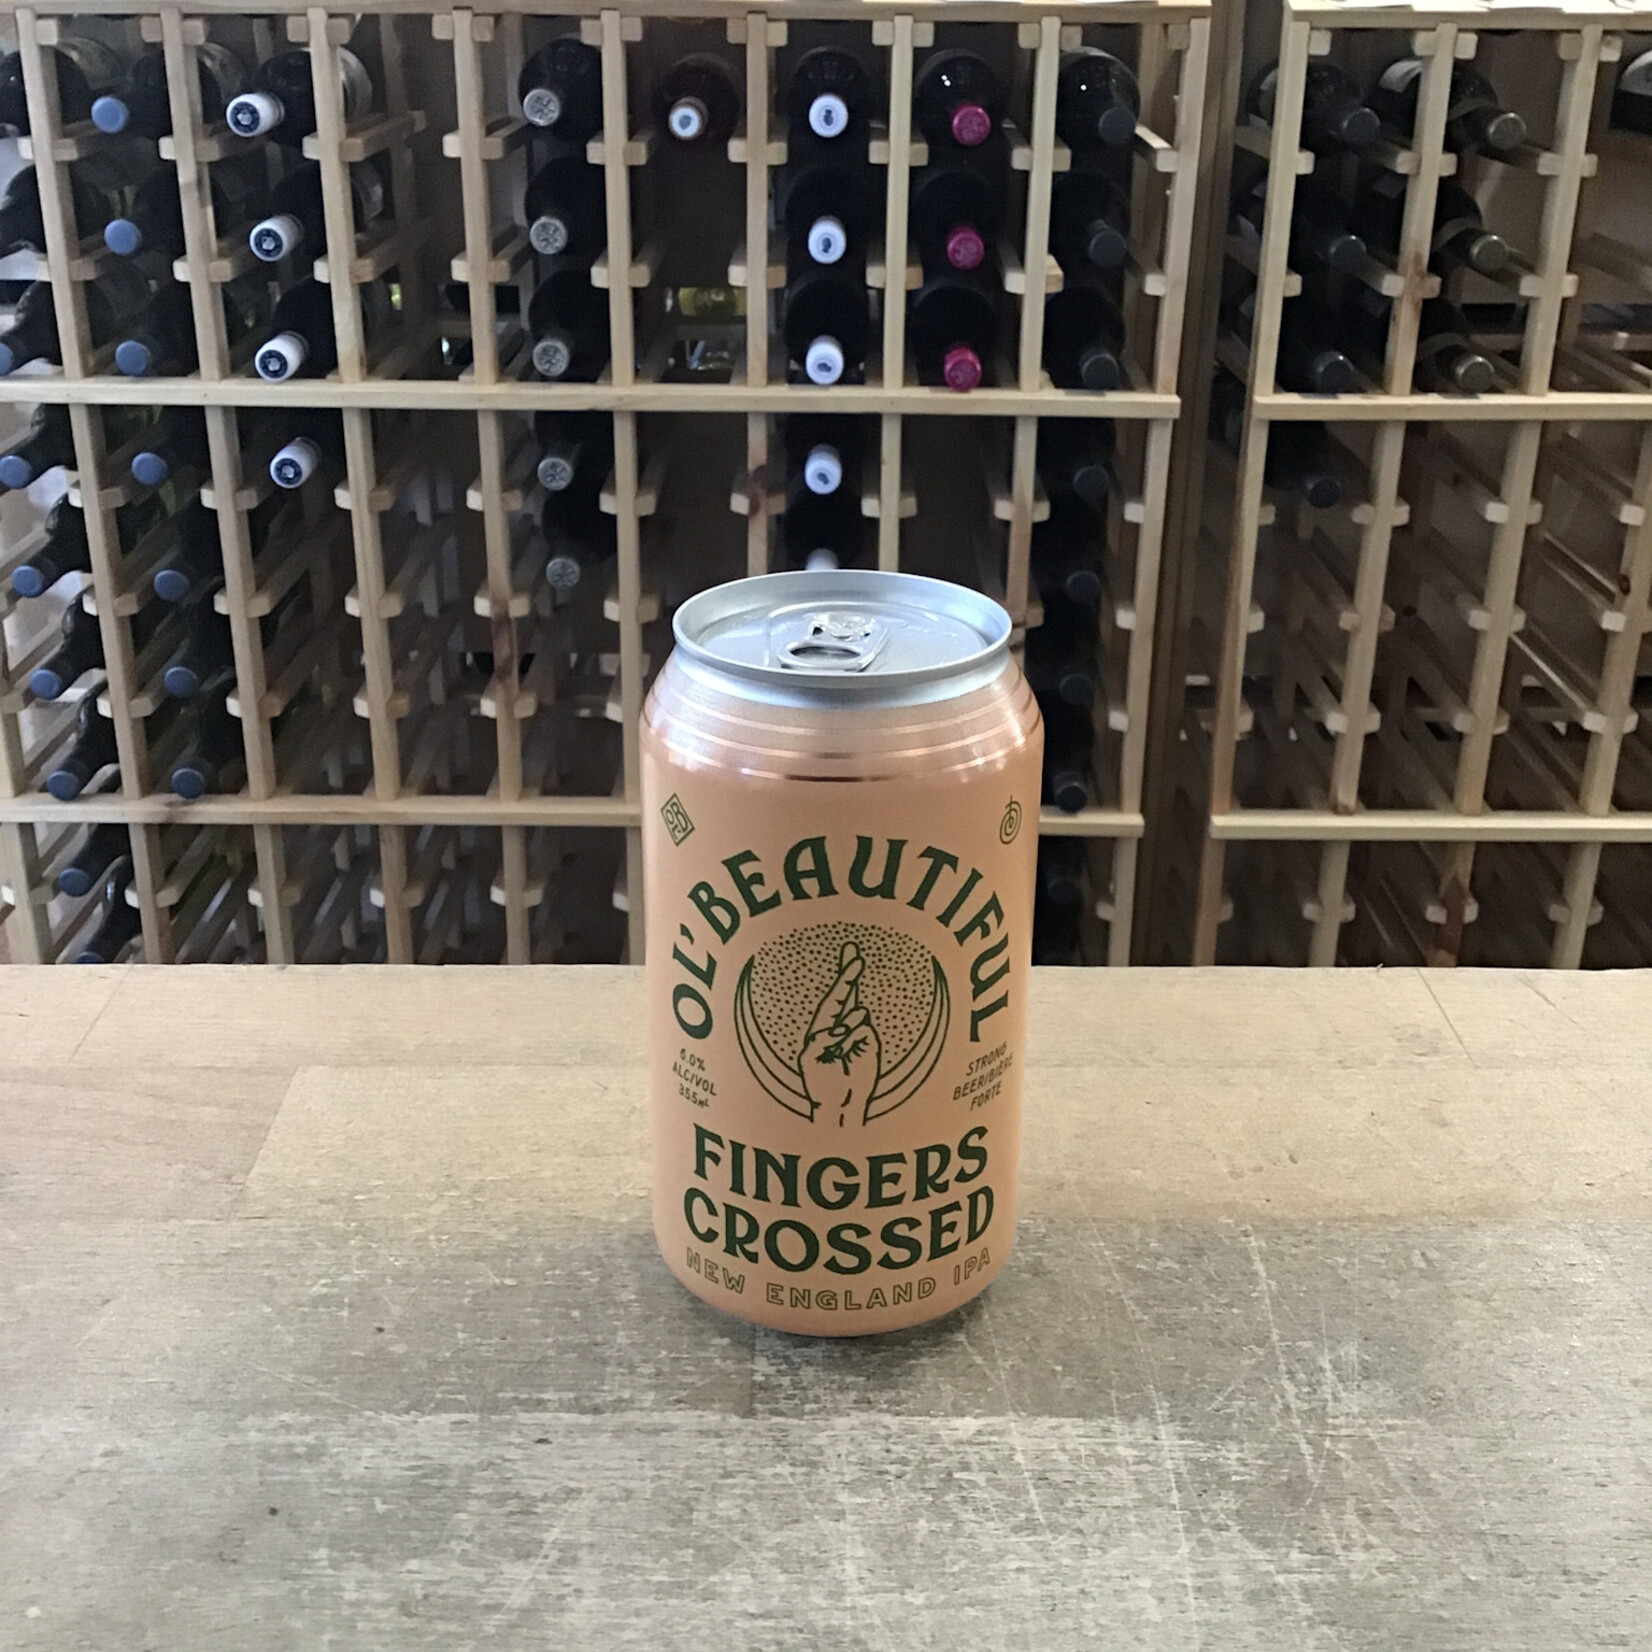 OL' BEAUTIFUL
6.0%
ALC/VOL
355mL
STRONG
BEER/BIÈRE
FORTE
FINGERS
CROSSED
NEW ENGLAND IPA